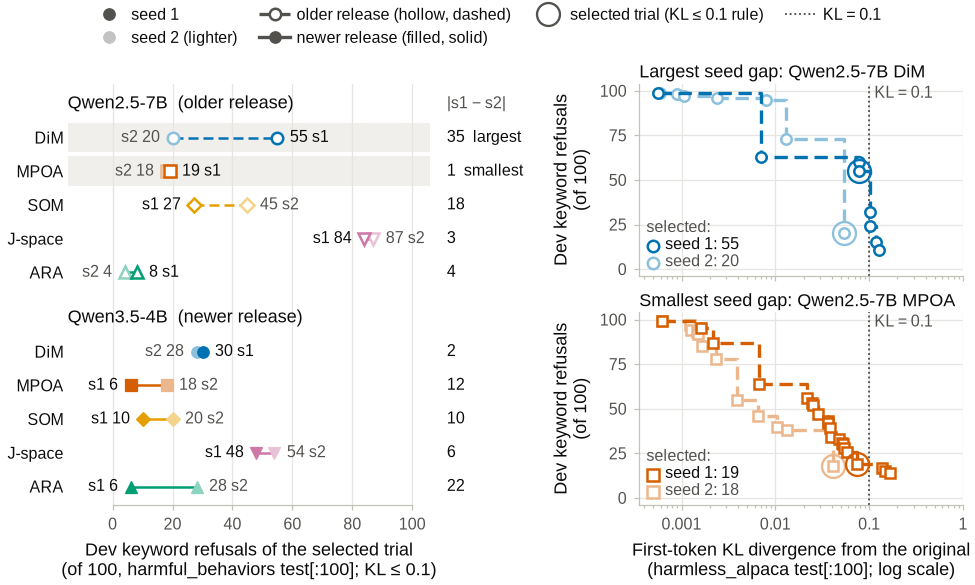 seed 1
older release (hollow, dashed)
selected trial (KL ≤ 0.1 rule)
KL = 0.1
seed 2 (lighter)
newer release (filled, solid)
Qwen2.5-7B (older release)
|s1 − s2|
DiM
s2 20
55 s1
35 largest
MPOA
s2 18
19 s1
1 smallest
SOM
s1 27
45 s2
18
J-space
s1 84
87 s2
3
ARA
s2 4
8 s1
4
Qwen3.5-4B (newer release)
DiM
s2 28
30 s1
2
MPOA
s1 6
18 s2
12
SOM
s1 10
20 s2
10
J-space
s1 48
54 s2
6
ARA
s1 6
28 s2
22
0
20
40
60
80
100
Dev keyword refusals of the selected trial
(of 100, harmful_behaviors test[:100]; KL ≤ 0.1)
Largest seed gap: Qwen2.5-7B DiM
KL = 0.1
Dev keyword refusals
(of 100)
100
75
50
25
0
selected:
seed 1: 55
seed 2: 20
Smallest seed gap: Qwen2.5-7B MPOA
KL = 0.1
Dev keyword refusals
(of 100)
100
75
50
25
0
selected:
seed 1: 19
seed 2: 18
0.001
0.01
0.1
1
First-token KL divergence from the original
(harmless_alpaca test[:100]; log scale)